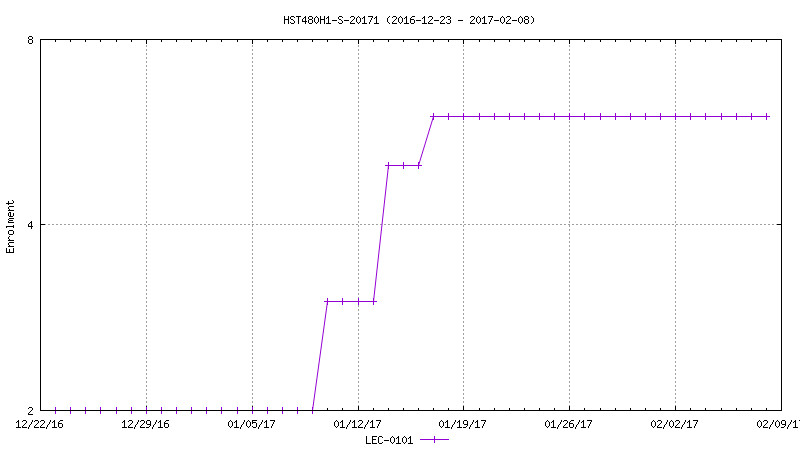 HST480H1-S-20171 (2016-12-23 - 2017-02-08)
8
Enrolment
4
2
12/22/16 12/29/16 01/05/17 01/12/17 01/19/17 01/26/17 02/02/17 02/09/1
LEC-0101